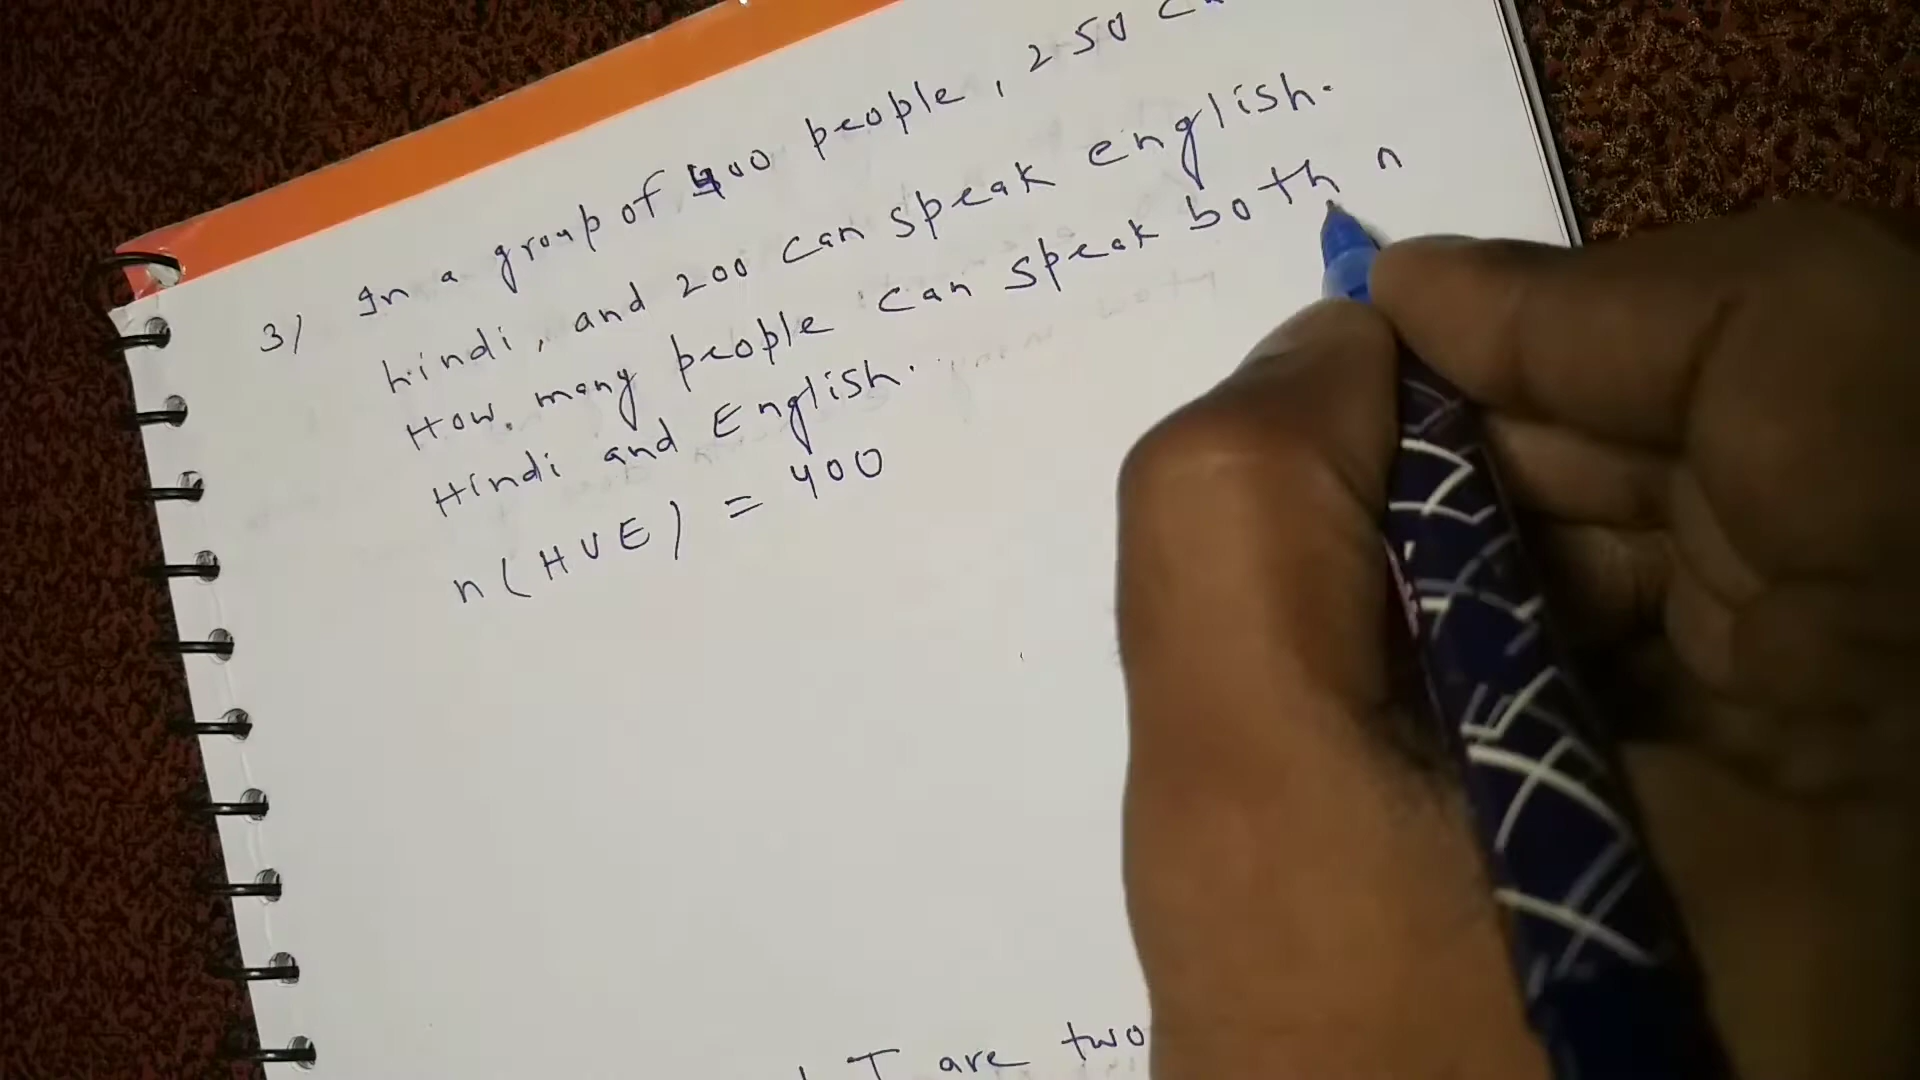 3) In a group of 400 people, 250
hindi, and 200 can speak english.
How many people can speak both n
Hindi and English.
n(HUE) = 400
T are two